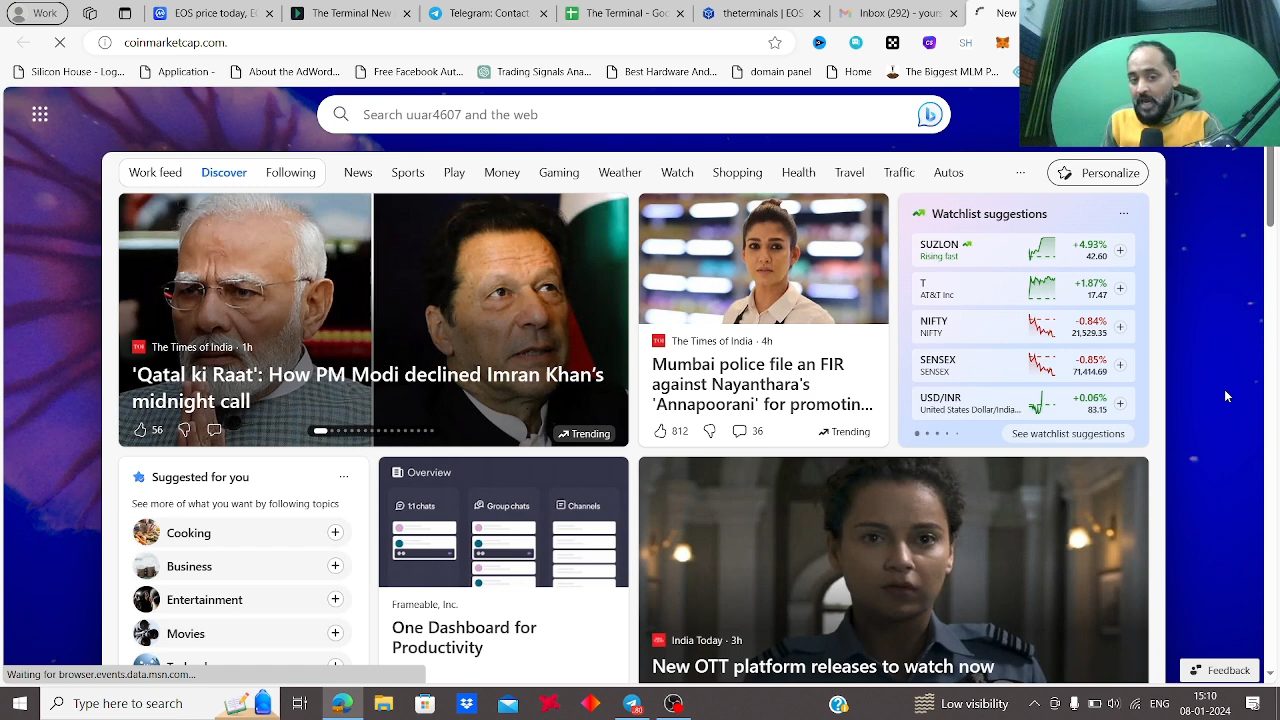 Work
EOS price today, E
The Terminal New
Telegram Contact
The Terminal - Goo
binatolls | EOS
Inbox (292) - yours
New
coinmarketcap.com.
SH
Silicon House - Log...
Application -
About the Advword...
Free Facebook
Trading Signals Ana...
Best Hardware And...
domain panel
Home
The Biggest MLM P...
Search uuar4607 and the web
Work feed
Discover
Following
News
Sports
Play
Money
Gaming
Weather
Watch
Shopping
Health
Travel
Traffic
Autos
Personalize
The Times of India · 1h
'Qatal ki Raat': How PM Modi declined Imran Khan's
midnight call
56
Trending
The Times of India · 4h
Mumbai police file an FIR
against Nayanthara's
'Annapoorani' for promotin...
812
36
Trending
Watchlist suggestions
SUZLON
Rising fast
+4.93%
42.60
T
AT&T Inc
+1.87%
17.47
NIFTY
NIFTY
-0.84%
21,529.35
SENSEX
SENSEX
-0.85%
71,414.69
USD/INR
United States Dollar/India...
+0.06%
83.15
See watchlist suggestions
Suggested for you
See more of what you want by following topics
Cooking
Business
Entertainment
Movies
Overview
1:1 chats
Group chats
Channels
Frameable, Inc.
One Dashboard for
Productivity
India Today · 3h
New OTT platform releases to watch now
Feedback
Waiting for browser.events.data.msn.com...
Type here to search
80
Low visibility
15:10
08-01-2024